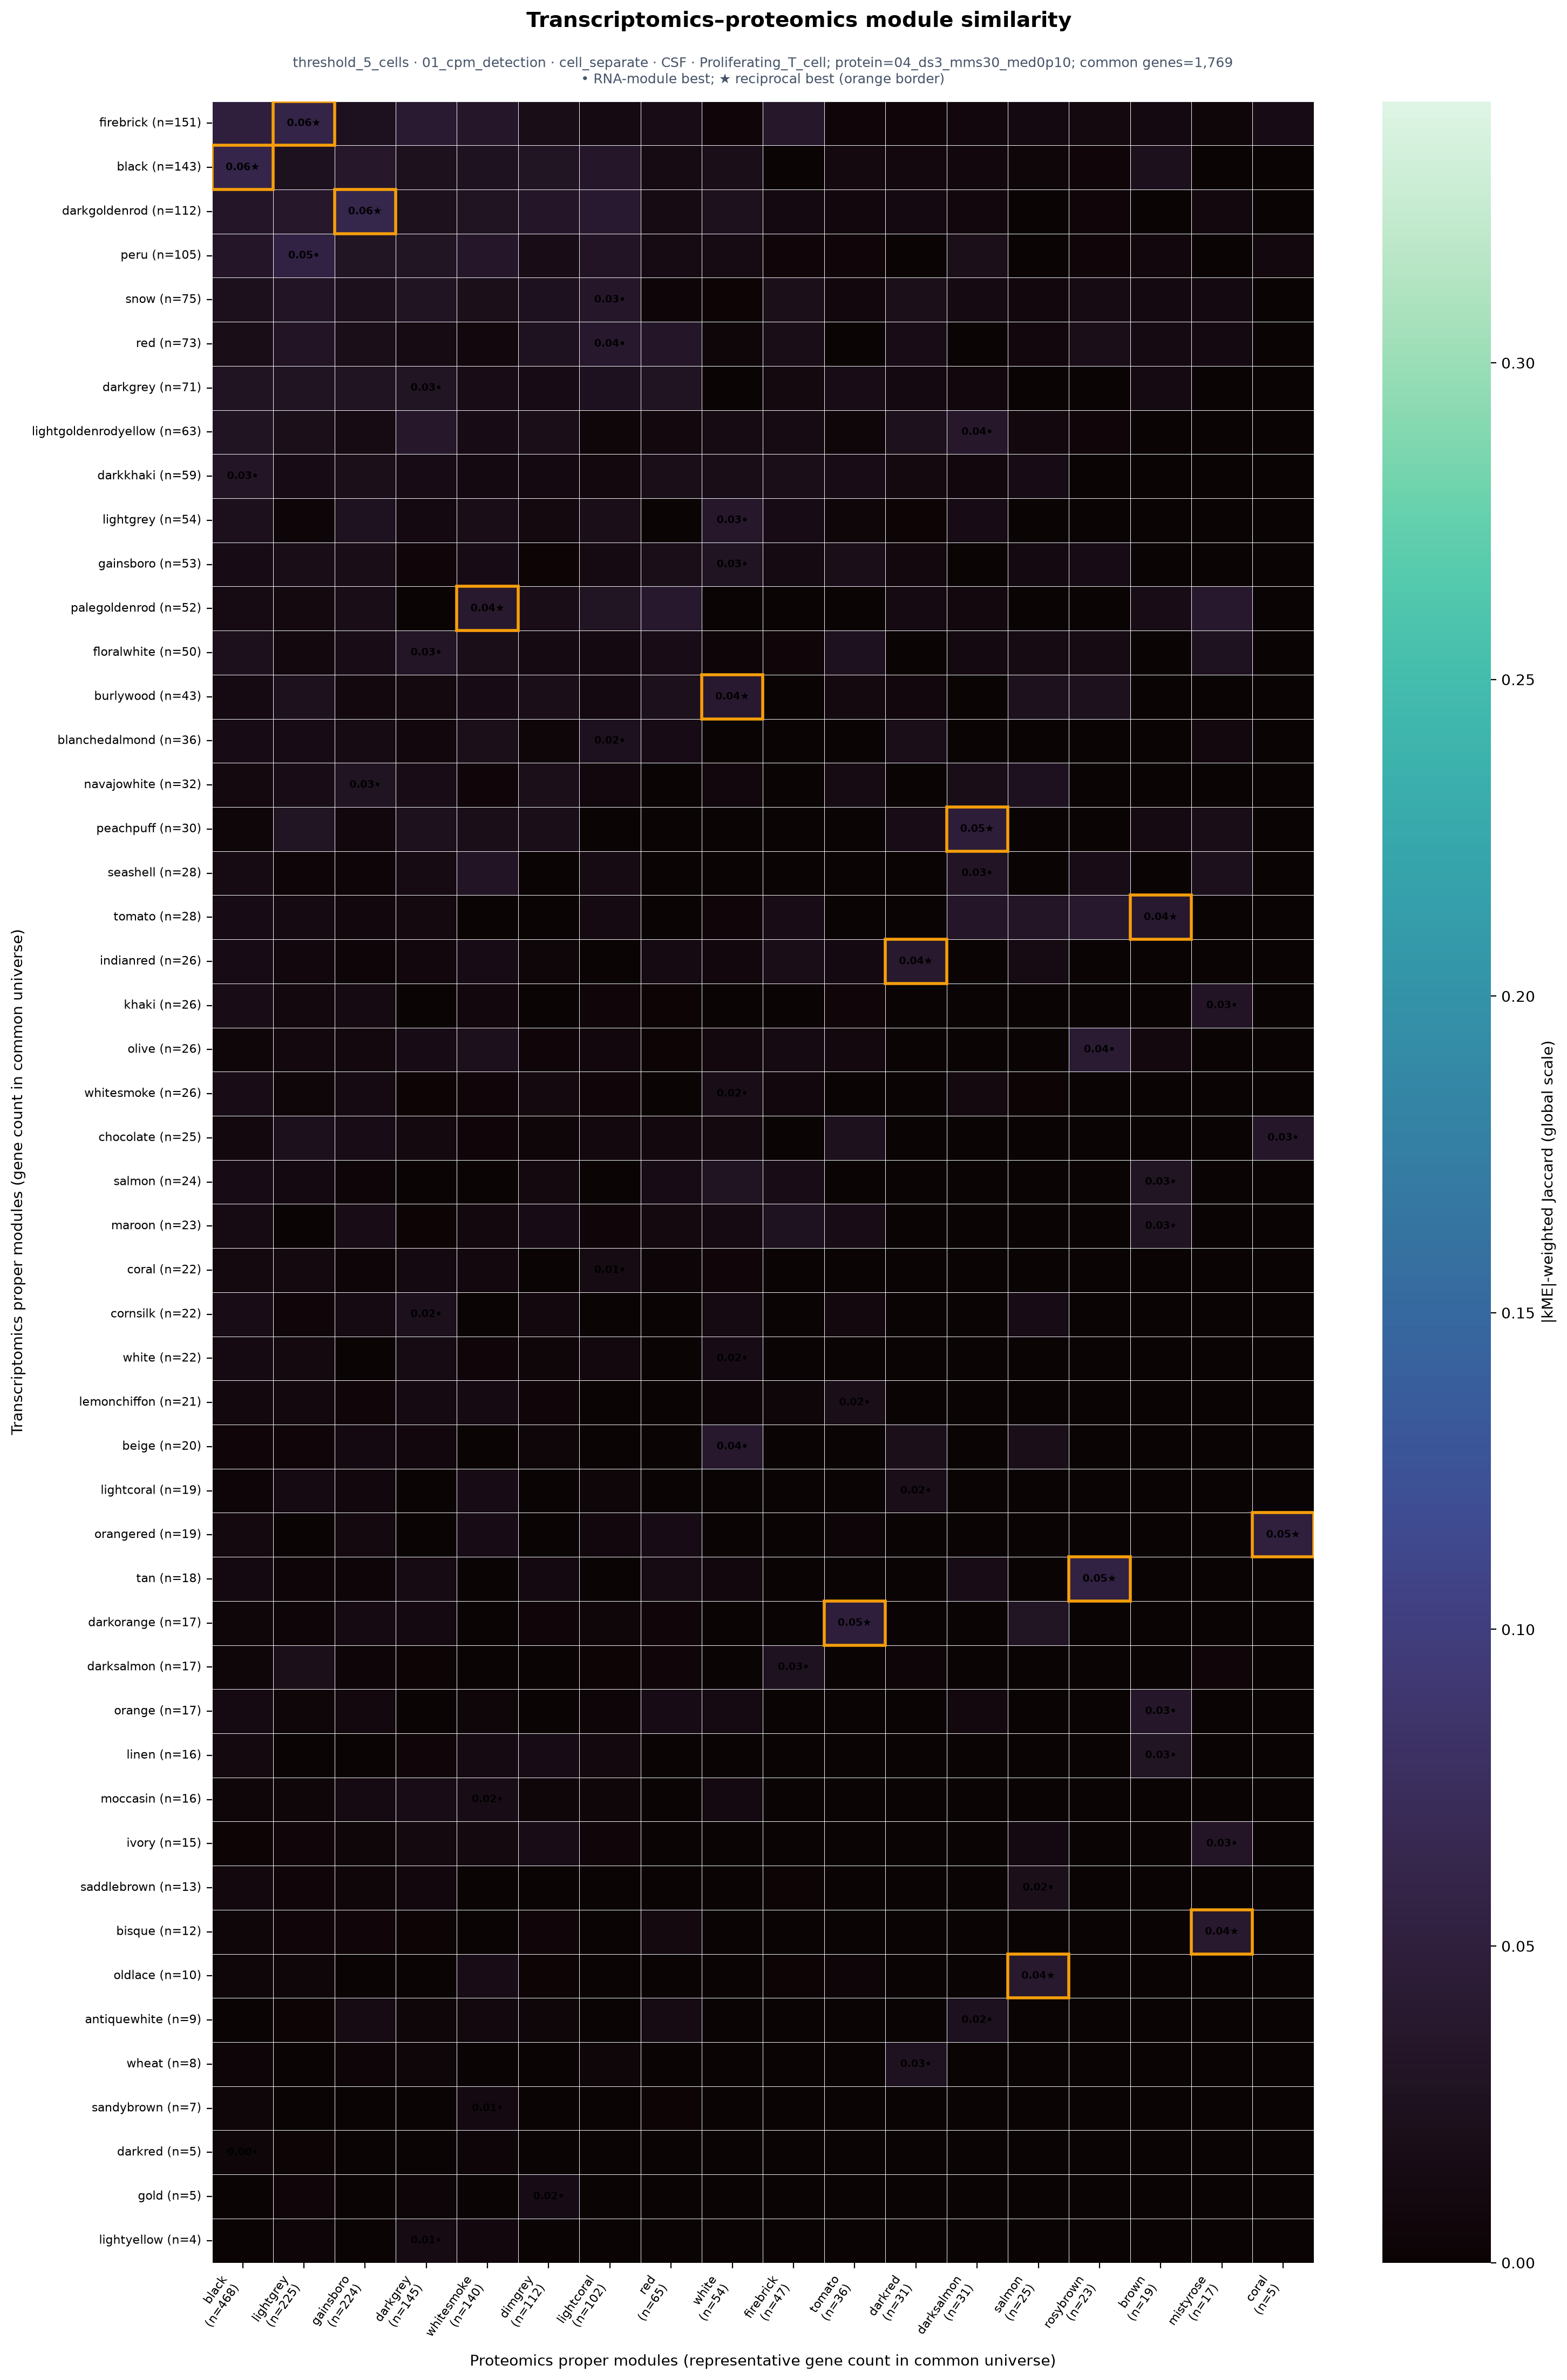 Transcriptomics–proteomics module similarity
threshold_5_cells · 01_cpm_detection · cell_separate · CSF · Proliferating_T_cell; protein=04_ds3_mms30_med0p10; common genes=1,769
• RNA-module best; ★ reciprocal best (orange border)
Transcriptomics proper modules (gene count in common universe)
firebrick (n=151)
0.06★
black (n=143)
0.06★
darkgoldenrod (n=112)
0.06★
peru (n=105)
0.05•
snow (n=75)
0.03•
red (n=73)
0.04•
darkgrey (n=71)
0.03•
lightgoldenrodyellow (n=63)
0.04•
darkkhaki (n=59)
0.03•
lightgrey (n=54)
0.03•
gainsboro (n=53)
0.03•
palegoldenrod (n=52)
0.04★
floralwhite (n=50)
0.03•
burlywood (n=43)
0.04★
blanchedalmond (n=36)
0.02•
navajowhite (n=32)
0.03•
peachpuff (n=30)
0.05★
seashell (n=28)
0.03•
tomato (n=28)
0.04★
indianred (n=26)
0.04★
khaki (n=26)
0.03•
olive (n=26)
0.04•
whitesmoke (n=26)
0.02•
chocolate (n=25)
0.03•
salmon (n=24)
0.03•
maroon (n=23)
0.03•
coral (n=22)
0.01•
cornsilk (n=22)
0.02•
white (n=22)
0.02•
lemonchiffon (n=21)
0.02•
beige (n=20)
0.04•
lightcoral (n=19)
0.02•
orangered (n=19)
0.05★
tan (n=18)
0.05★
darkorange (n=17)
0.05★
darksalmon (n=17)
0.03•
orange (n=17)
0.03•
linen (n=16)
0.03•
moccasin (n=16)
0.02•
ivory (n=15)
0.03•
saddlebrown (n=13)
0.02•
bisque (n=12)
0.04★
oldlace (n=10)
0.04★
antiquewhite (n=9)
0.02•
wheat (n=8)
0.03•
sandybrown (n=7)
0.01•
darkred (n=5)
0.00•
gold (n=5)
0.02•
lightyellow (n=4)
0.01•
black
(n=468)
lightgrey
(n=225)
gainsboro
(n=224)
darkgrey
(n=145)
whitesmoke
(n=140)
dimgrey
(n=112)
lightcoral
(n=102)
red
(n=65)
white
(n=54)
firebrick
(n=47)
tomato
(n=36)
darkred
(n=31)
darksalmon
(n=31)
salmon
(n=25)
rosybrown
(n=23)
brown
(n=19)
mistyrose
(n=17)
coral
(n=5)
Proteomics proper modules (representative gene count in common universe)
0.30
0.25
0.20
0.15
0.10
0.05
0.00
|kME|-weighted Jaccard (global scale)